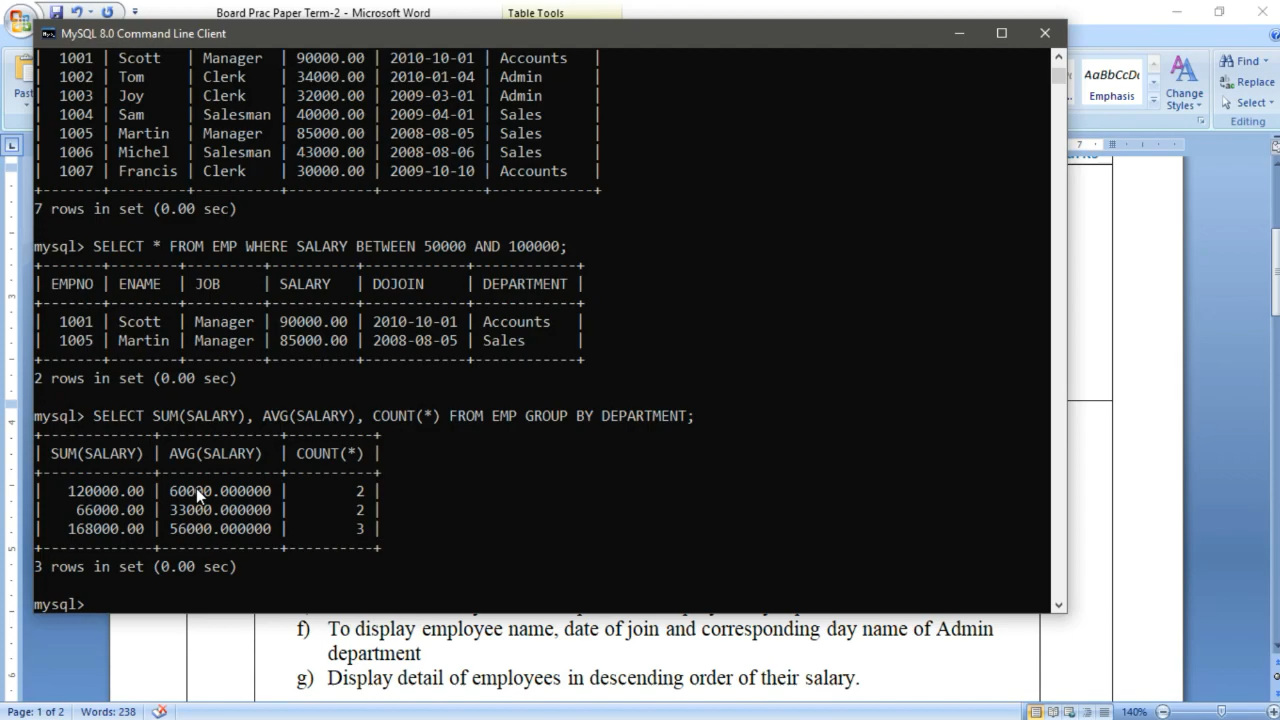 Board Prac Paper Term-2 - Microsoft Word
Table Tools
MySQL 8.0 Command Line Client
| 1001 | Scott | Manager | 90000.00 | 2010-10-01 | Accounts |
| 1002 | Tom | Clerk | 34000.00 | 2010-01-04 | Admin |
| 1003 | Joy | Clerk | 32000.00 | 2009-03-01 | Admin |
| 1004 | Sam | Salesman | 40000.00 | 2009-04-01 | Sales |
| 1005 | Martin | Manager | 85000.00 | 2008-08-05 | Sales |
| 1006 | Michel | Salesman | 43000.00 | 2008-08-06 | Sales |
| 1007 | Francis | Clerk | 30000.00 | 2009-10-10 | Accounts |
+-------+---------+----------+----------+------------+------------+
7 rows in set (0.00 sec)
mysql> SELECT * FROM EMP WHERE SALARY BETWEEN 50000 AND 100000;
+-------+--------+---------+----------+------------+------------+
| EMPNO | ENAME | JOB | SALARY | DOJOIN | DEPARTMENT |
+-------+--------+---------+----------+------------+------------+
| 1001 | Scott | Manager | 90000.00 | 2010-10-01 | Accounts |
| 1005 | Martin | Manager | 85000.00 | 2008-08-05 | Sales |
+-------+--------+---------+----------+------------+------------+
2 rows in set (0.00 sec)
mysql> SELECT SUM(SALARY), AVG(SALARY), COUNT(*) FROM EMP GROUP BY DEPARTMENT;
+-------------+--------------+----------+
| SUM(SALARY) | AVG(SALARY) | COUNT(*) |
+-------------+--------------+----------+
| 120000.00 | 60000.000000 | 2 |
| 66000.00 | 33000.000000 | 2 |
| 168000.00 | 56000.000000 | 3 |
+-------------+--------------+----------+
3 rows in set (0.00 sec)
mysql>
Past
AaBbCcDc
Emphasis
Change
Styles
Find
Replace
Select
Editing
7
3
4
5
6
f) To display employee name, date of join and corresponding day name of Admin
department
g) Display detail of employees in descending order of their salary.
Page: 1 of 2
Words: 238
140%